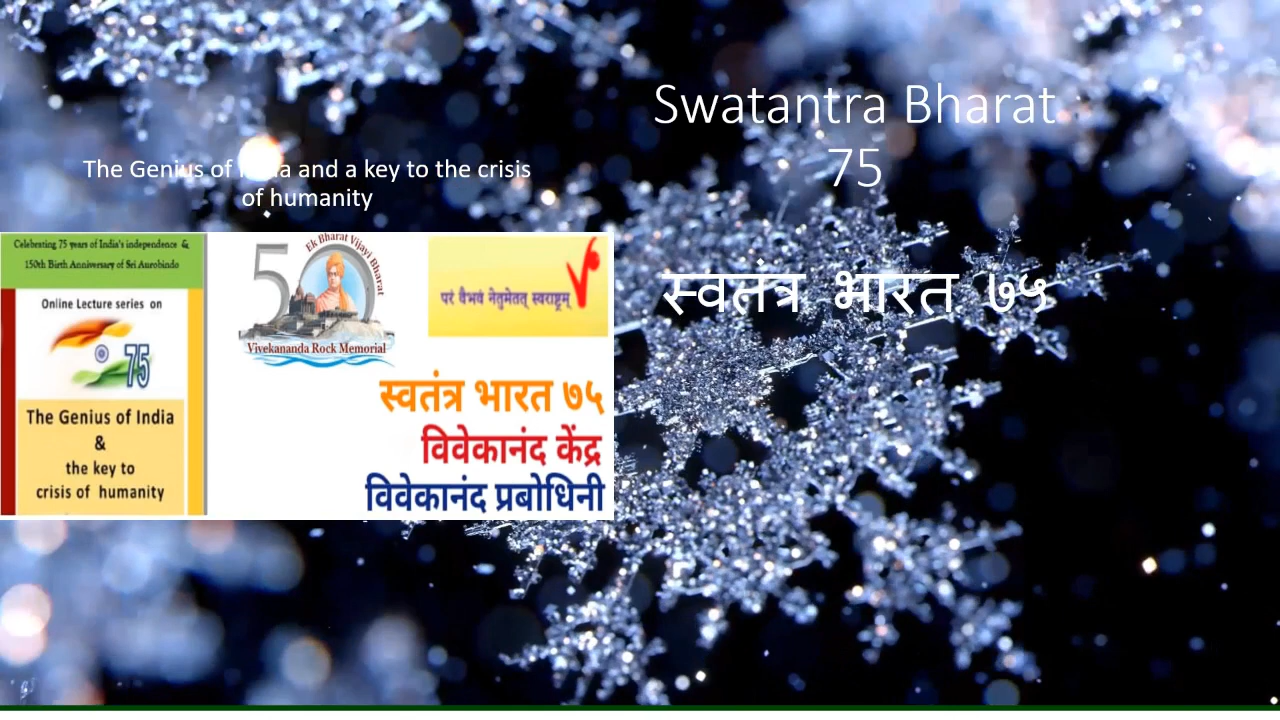 The Genius of India and a key to the crisis
of humanity
Swatantra Bharat
75
स्वतंत्र भारत ७५
Celebrating 75 years of India's independence &
150th Birth Anniversary of Sri Aurobindo
Online Lecture series on
75
The Genius of India
&
the key to
crisis of humanity
50
Ek Bharat Vijayi Bharat
Vivekananda Rock Memorial
परं वैभवं नेतुमेतत् स्वराष्ट्रम्
स्वतंत्र भारत ७५
विवेकानंद केंद्र
विवेकानंद प्रबोधिनी